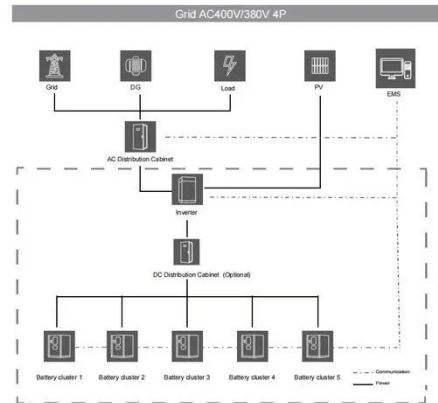 Grid AC400V/380V 4P
Grid DG Load PV EMS
AC Distribution Cabinet
Inverter
DC Distribution Cabinet (Optional)
Battery cluster 1 Battery cluster 2 Battery cluster 3 Battery cluster 4 Battery cluster 5
Communication
Power